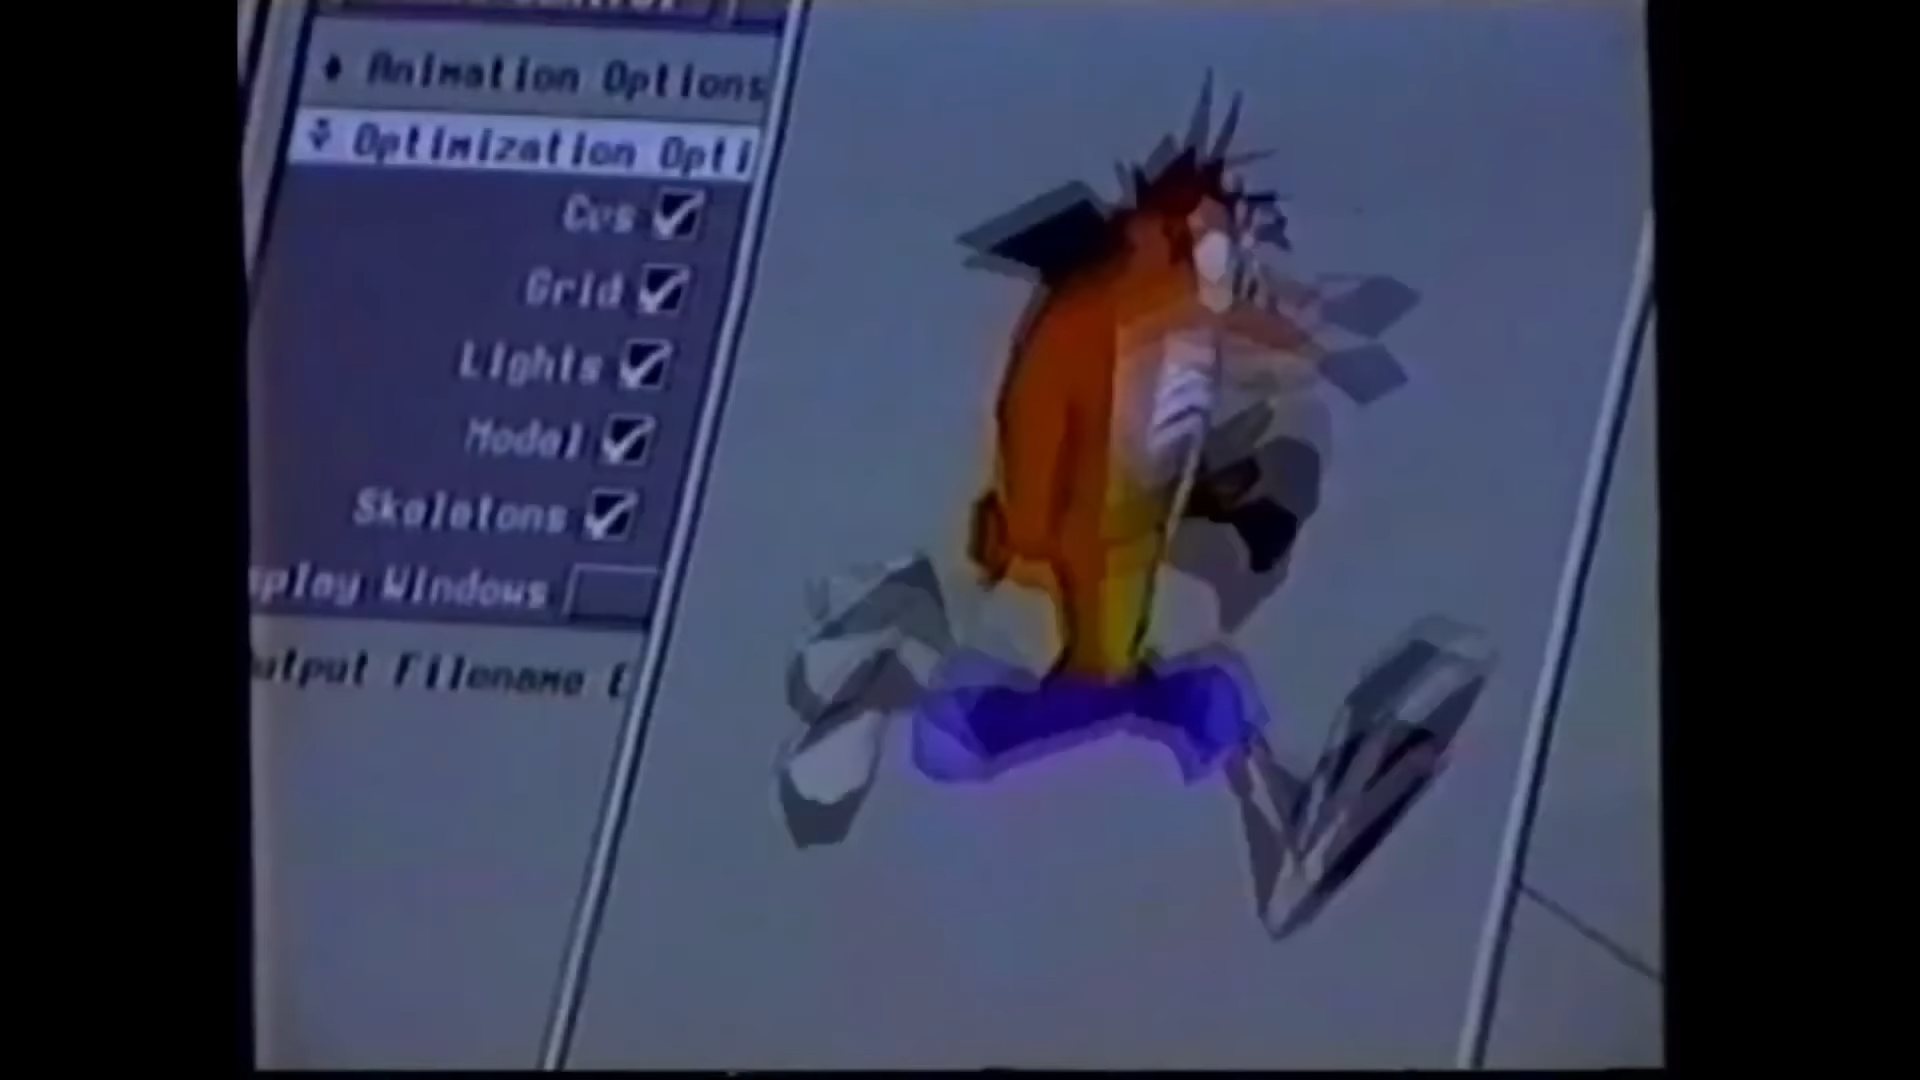 Animation Options
Optimization Opti
Cvs
Grid
Lights
Model
Skeletons
splay Windows
utput Filename